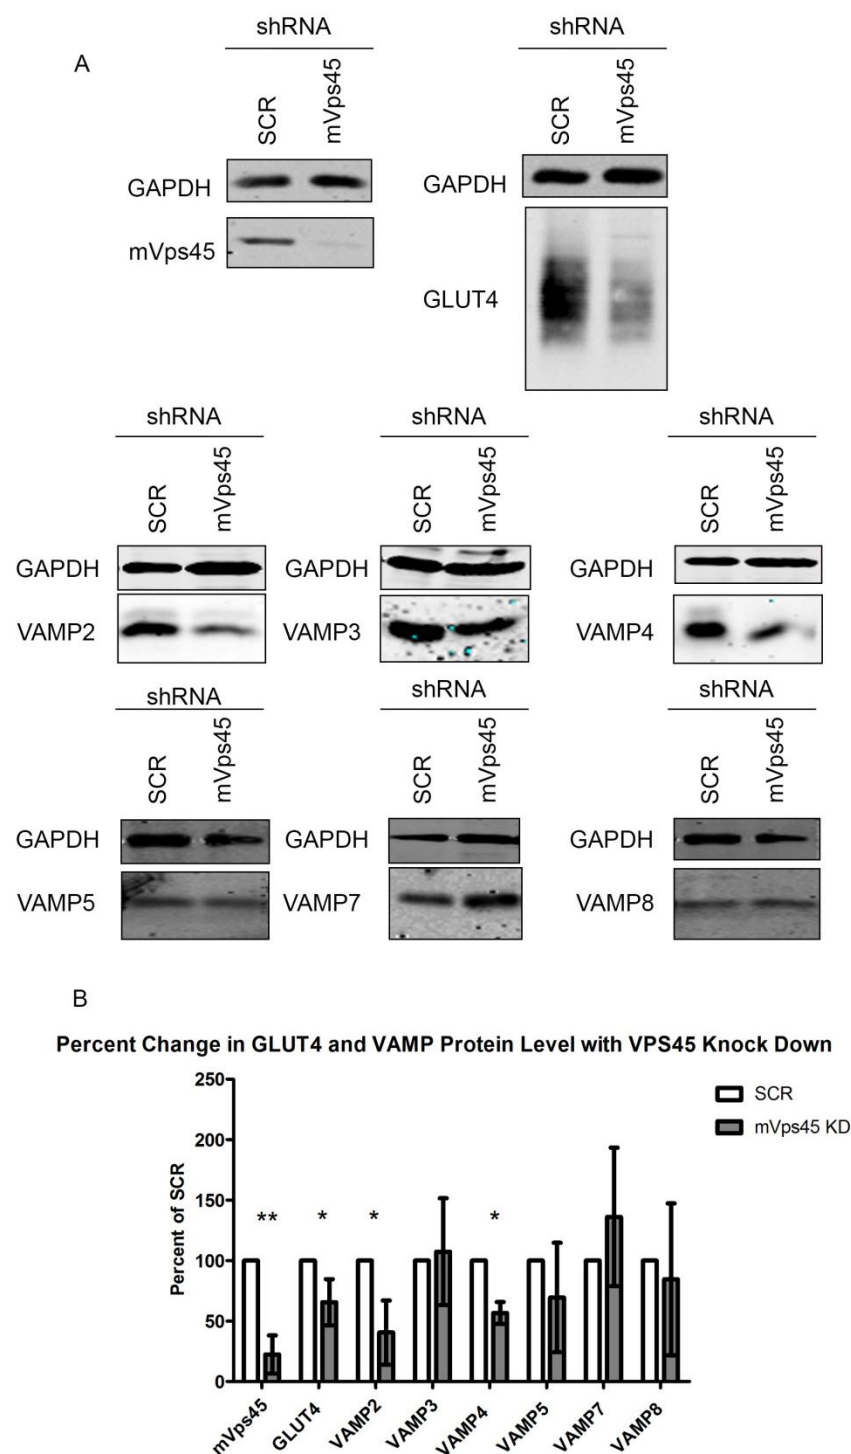 A
shRNA
SCR
mVps45
GAPDH
mVps45
shRNA
SCR
mVps45
GAPDH
GLUT4
shRNA
SCR
mVps45
GAPDH
VAMP2
shRNA
SCR
mVps45
GAPDH
VAMP3
shRNA
SCR
mVps45
GAPDH
VAMP4
shRNA
SCR
mVps45
GAPDH
VAMP5
shRNA
SCR
mVps45
GAPDH
VAMP7
shRNA
SCR
mVps45
GAPDH
VAMP8
B
Percent Change in GLUT4 and VAMP Protein Level with VPS45 Knock Down
Percent of SCR
250
200
150
100
50
0
** * * *
SCR
mVps45 KD
mVps45
GLUT4
VAMP2
VAMP3
VAMP4
VAMP5
VAMP7
VAMP8